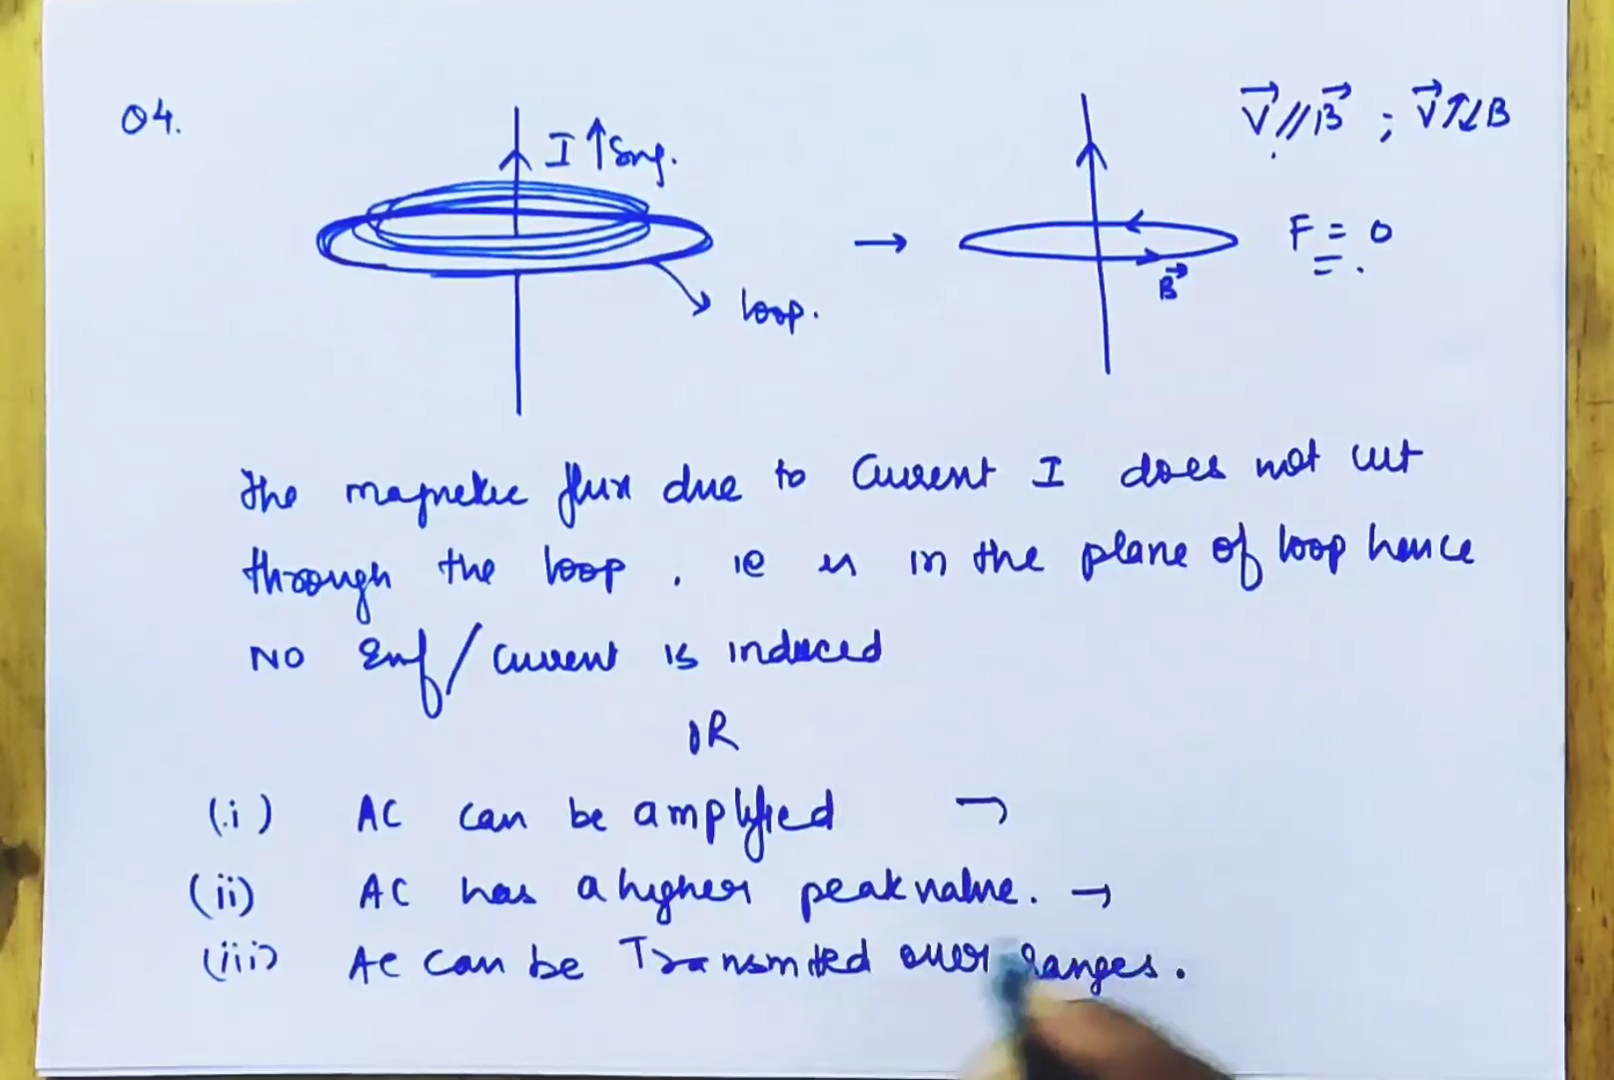 Q4.
I ↑Sng.
loop.
B⃗
V⃗ // B⃗ ; V⃗ ↑↓ B
F = 0
The magnetic flux due to Current I does not cut
through the loop . ie is in the plane of loop hence
NO Emf / Current is induced
OR
(i) AC can be amplified
(ii) AC has a higher peak value.
(iii) AC can be Transmitted over ranges.